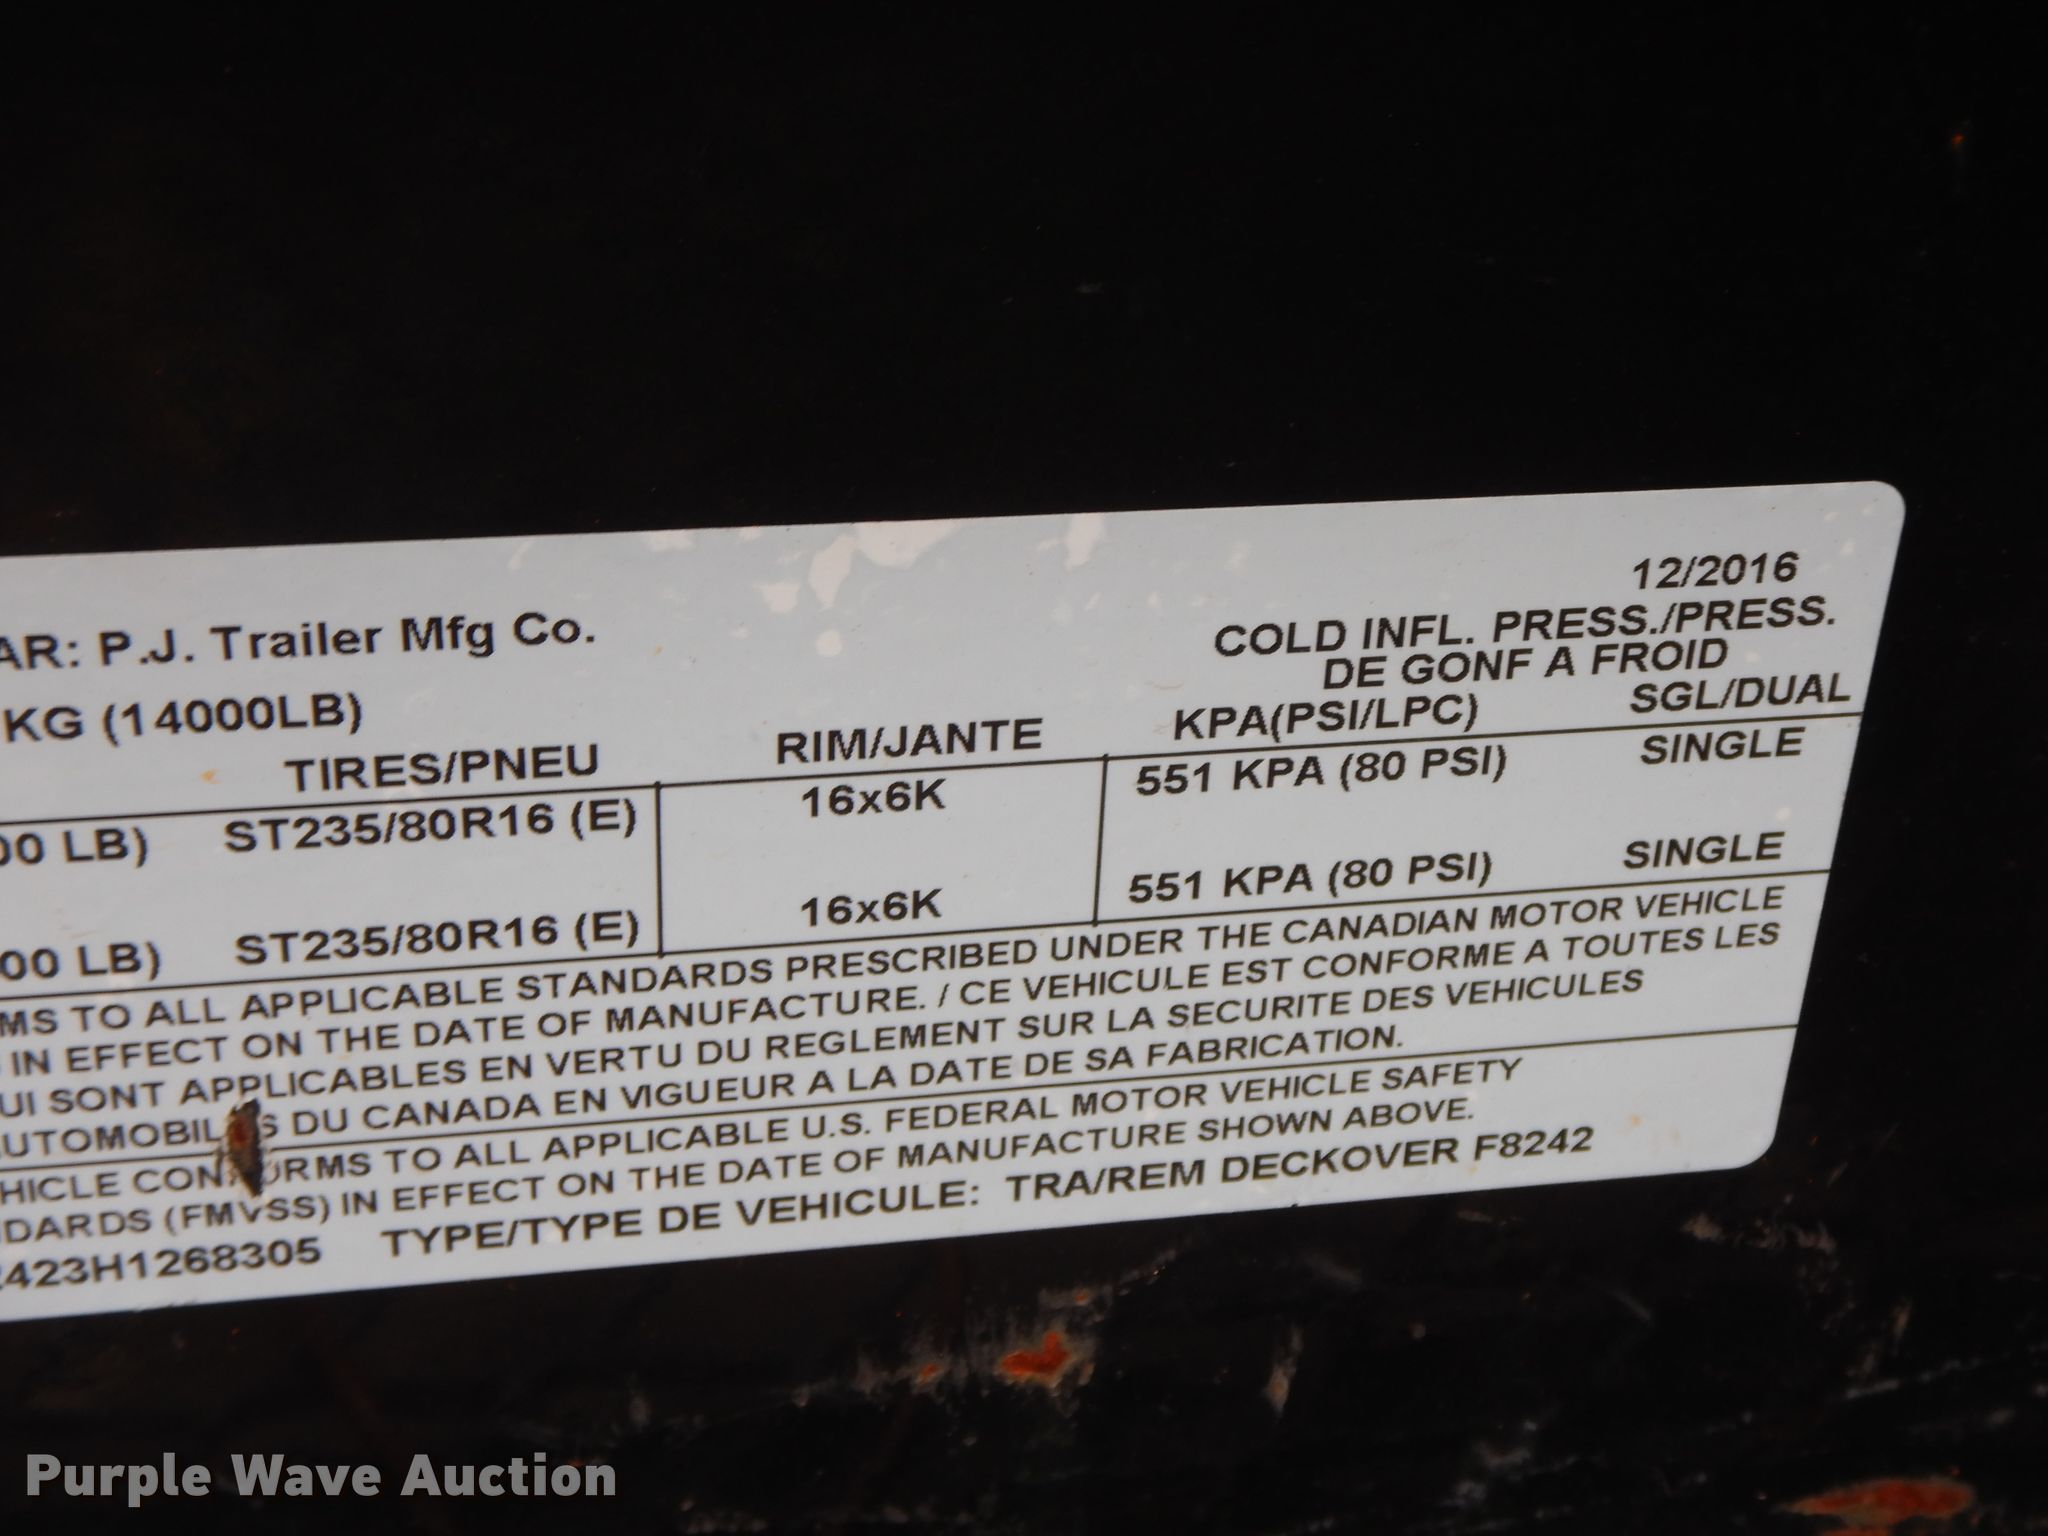 12/2016
AR: P.J. Trailer Mfg Co.
COLD INFL. PRESS./PRESS.
DE GONF A FROID
KG (14000LB)
TIRES/PNEU RIM/JANTE KPA(PSI/LPC) SGL/DUAL
00 LB) ST235/80R16 (E) 16x6K 551 KPA (80 PSI) SINGLE
00 LB) ST235/80R16 (E) 16x6K 551 KPA (80 PSI) SINGLE
MS TO ALL APPLICABLE STANDARDS PRESCRIBED UNDER THE CANADIAN MOTOR VEHICLE
IN EFFECT ON THE DATE OF MANUFACTURE. / CE VEHICULE EST CONFORME A TOUTES LES
UI SONT APPLICABLES EN VERTU DU REGLEMENT SUR LA SECURITE DES VEHICULES
AUTOMOBILES DU CANADA EN VIGUEUR A LA DATE DE SA FABRICATION.
HICLE CONFORMS TO ALL APPLICABLE U.S. FEDERAL MOTOR VEHICLE SAFETY
DARDS (FMVSS) IN EFFECT ON THE DATE OF MANUFACTURE SHOWN ABOVE.
2423H1268305 TYPE/TYPE DE VEHICULE: TRA/REM DECKOVER F8242
Purple Wave Auction